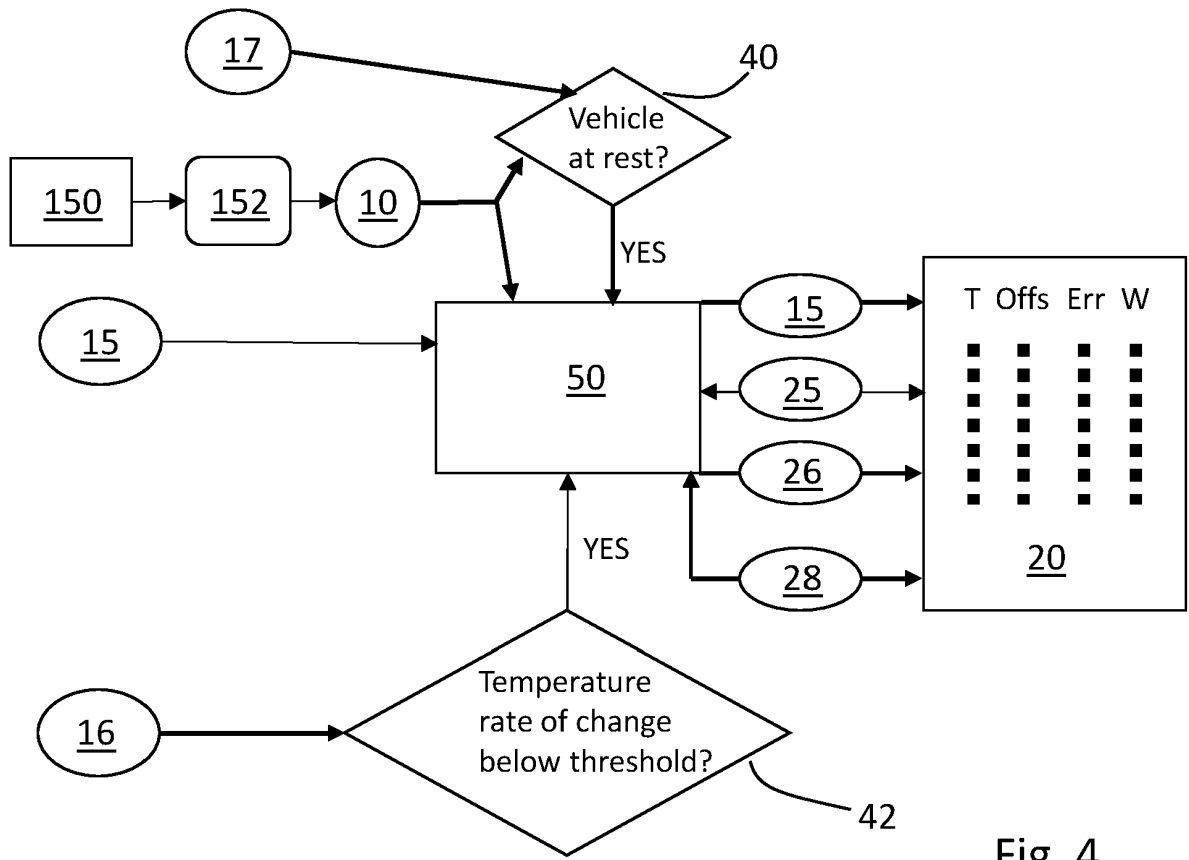 17
40
Vehicle
at rest?
150
152
10
YES
15
50
15
T Offs Err W
25
26
28
20
YES
Temperature
rate of change
below threshold?
16
42
Fig. 4